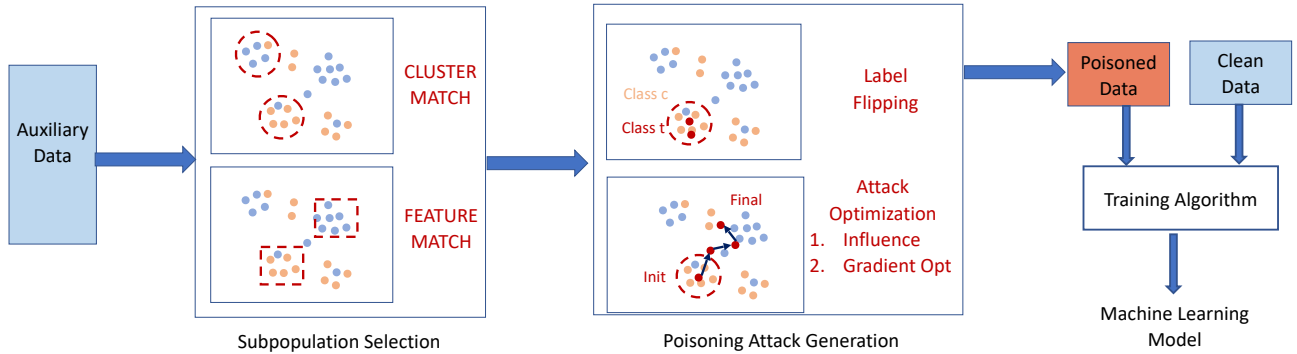 Auxiliary
Data
CLUSTER
MATCH
FEATURE
MATCH
Subpopulation Selection
Class c
Class t
Label
Flipping
Init
Final
Attack
Optimization
1. Influence
2. Gradient Opt
Poisoning Attack Generation
Poisoned
Data
Clean
Data
Training Algorithm
Machine Learning
Model